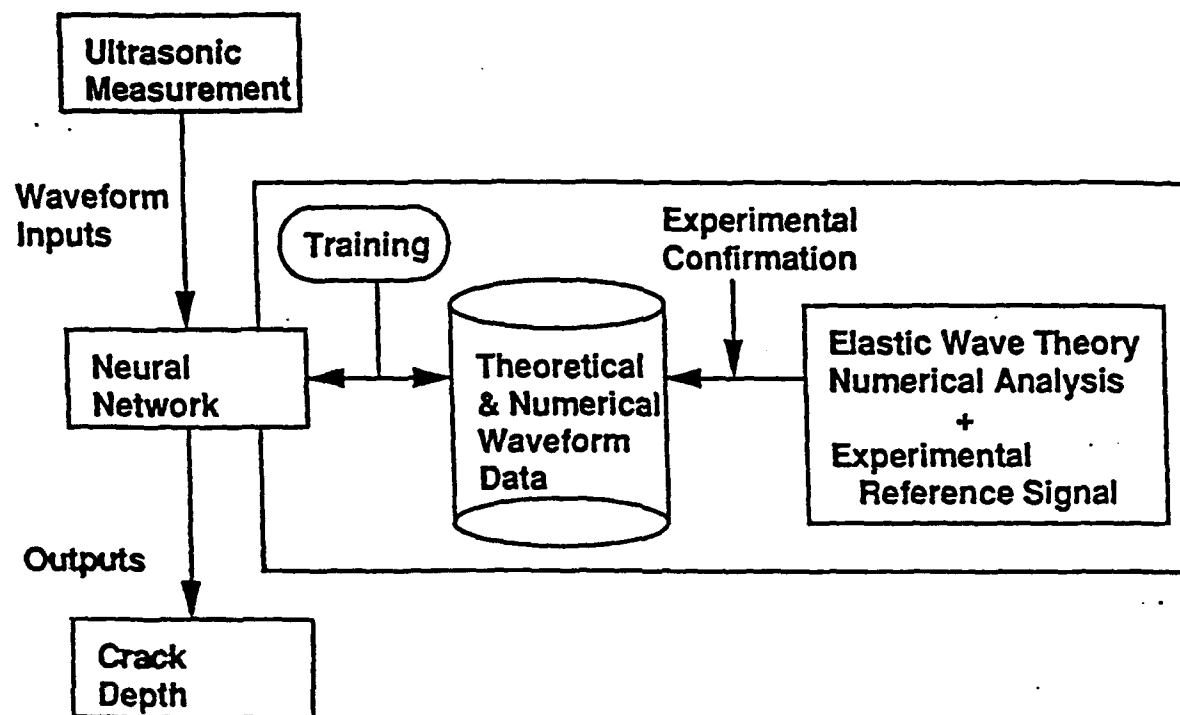 Ultrasonic
Measurement
Waveform
Inputs
Training
Experimental
Confirmation
Neural
Network
Theoretical
& Numerical
Waveform
Data
Elastic Wave Theory
Numerical Analysis
+
Experimental
Reference Signal
Outputs
Crack
Depth